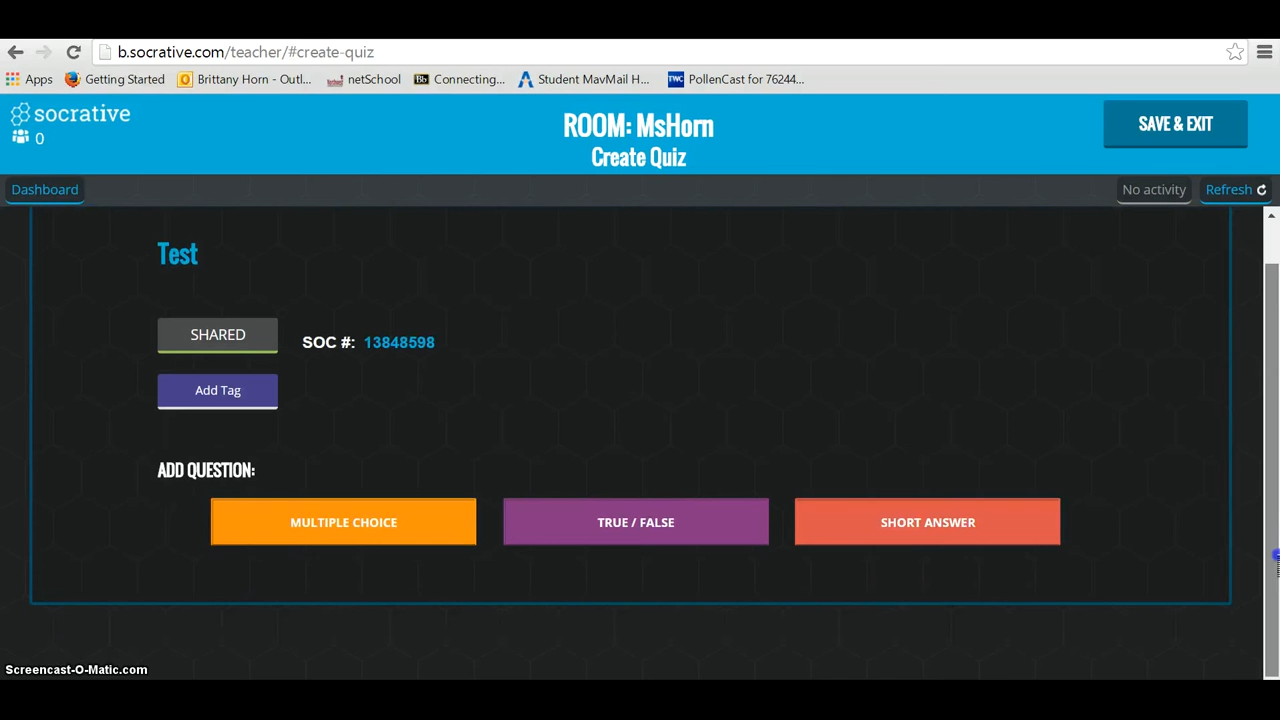 b.socrative.com/teacher/#create-quiz
Apps Getting Started Brittany Horn - Outl... netSchool Bb Connecting... Student MavMail H... TWC PollenCast for 76244...
socrative
0
ROOM: MsHorn
Create Quiz
SAVE & EXIT
Dashboard
No activity
Refresh
Test
SHARED
SOC #: 13848598
Add Tag
ADD QUESTION:
MULTIPLE CHOICE
TRUE / FALSE
SHORT ANSWER
Screencast-O-Matic.com